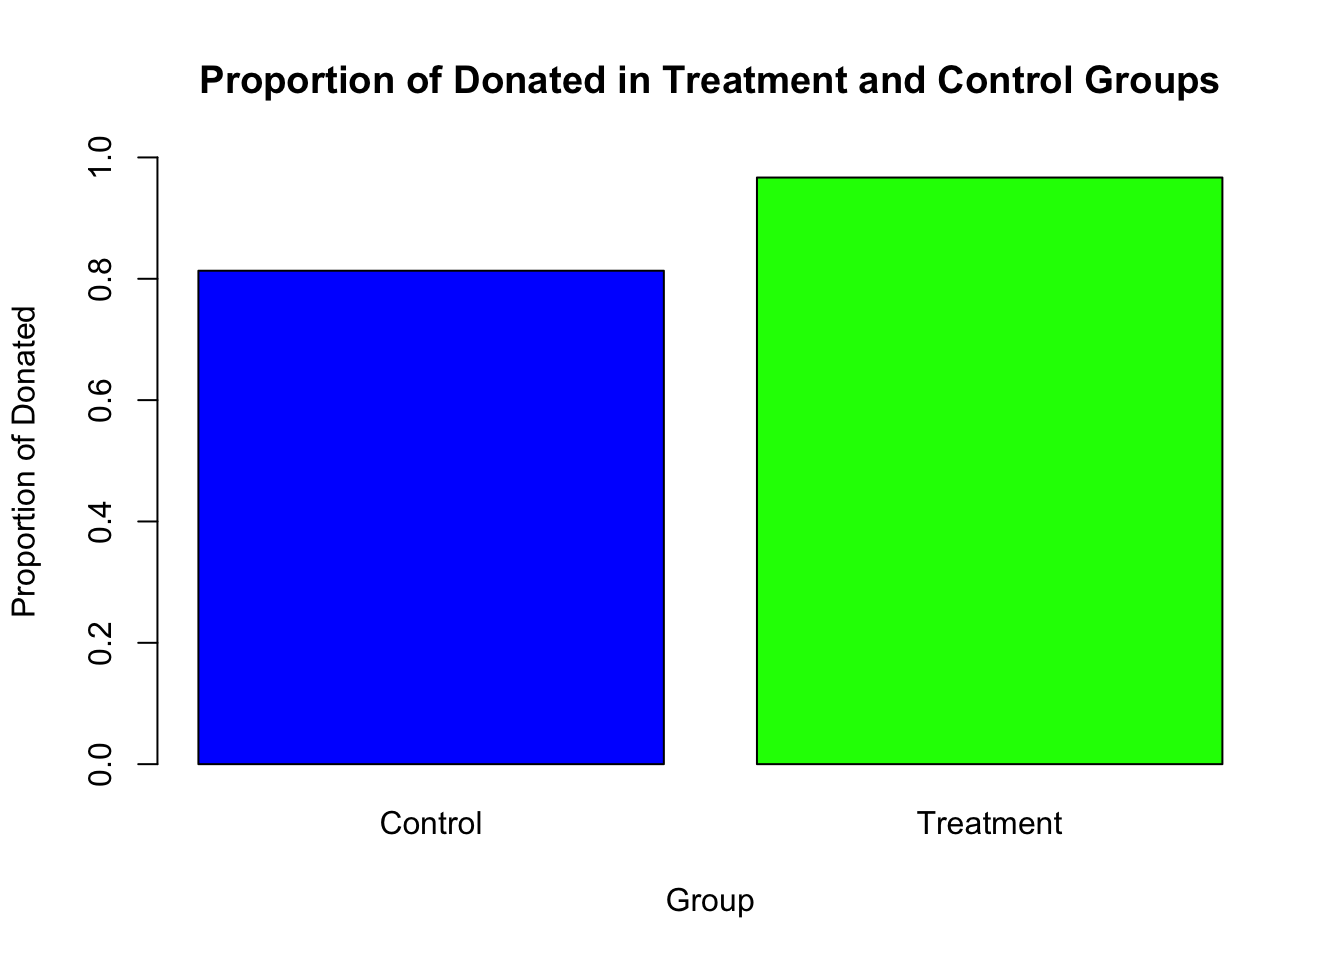 Proportion of Donated in Treatment and Control Groups
Proportion of Donated
1.0
0.8
0.6
0.4
0.2
0.0
Control
Treatment
Group